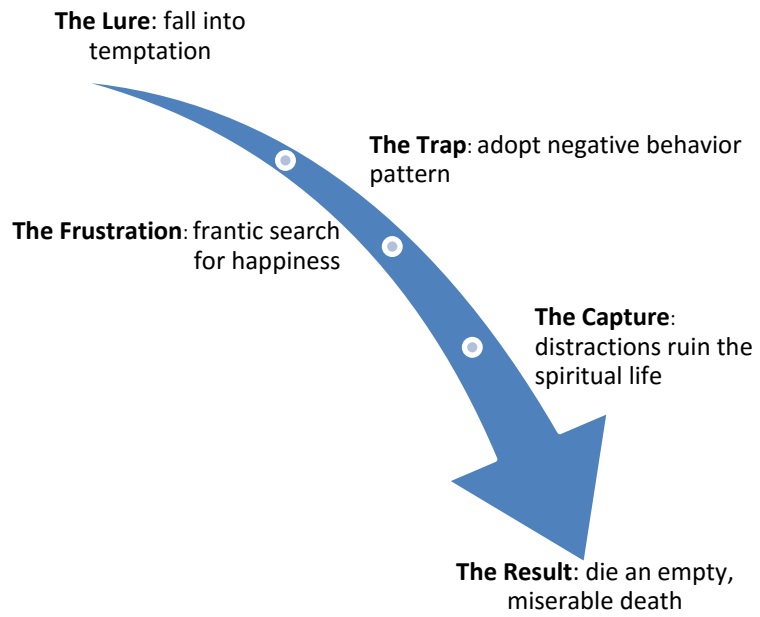 The Lure: fall into
temptation
The Trap: adopt negative behavior
pattern
The Frustration: frantic search
for happiness
The Capture:
distractions ruin the
spiritual life
The Result: die an empty,
miserable death